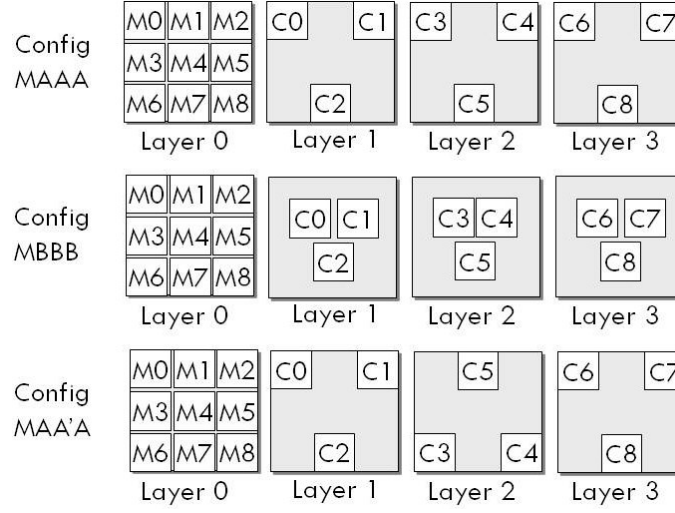 Config
MAAA
M0 M1 M2
M3 M4 M5
M6 M7 M8
Layer 0
C0 C1
C2
Layer 1
C3 C4
C5
Layer 2
C6 C7
C8
Layer 3
Config
MBBB
M0 M1 M2
M3 M4 M5
M6 M7 M8
Layer 0
C0 C1
C2
Layer 1
C3 C4
C5
Layer 2
C6 C7
C8
Layer 3
Config
MAA'A
M0 M1 M2
M3 M4 M5
M6 M7 M8
Layer 0
C0 C1
C2
Layer 1
C5
C3 C4
Layer 2
C6 C7
C8
Layer 3